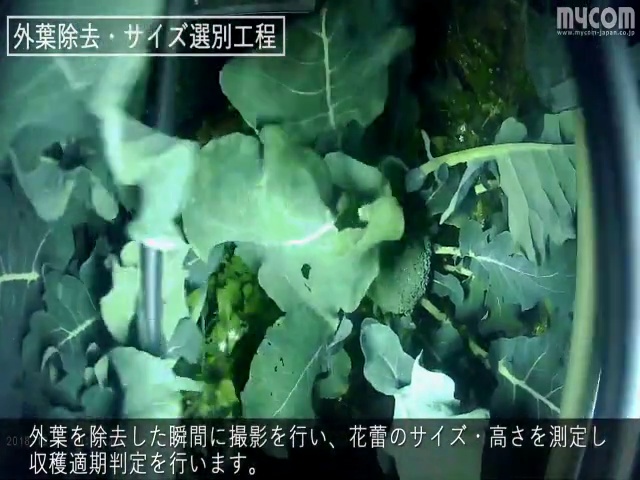 外葉除去・サイズ選別工程
mycom
www.mycom-japan.co.jp
2018
外葉を除去した瞬間に撮影を行い、花蕾のサイズ・高さを測定し
収穫適期判定を行います。